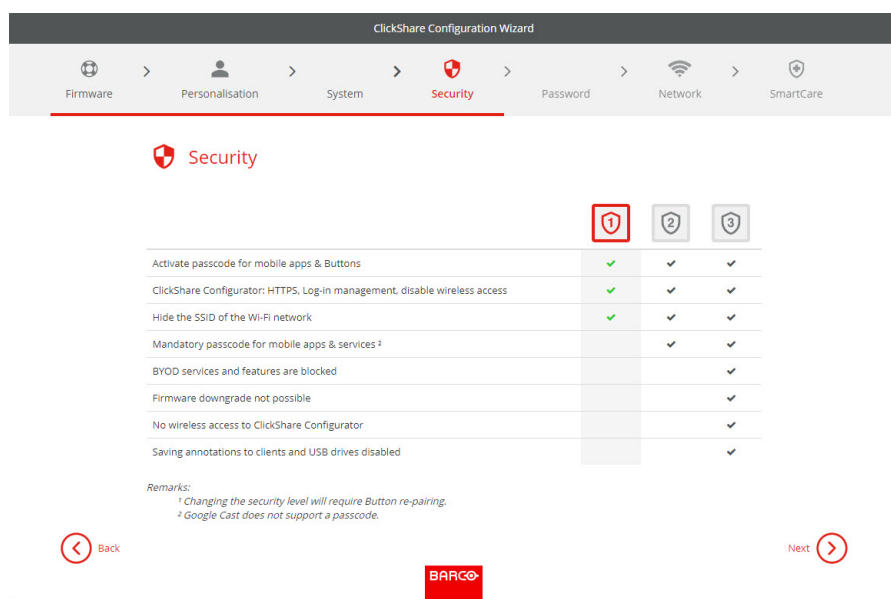 ClickShare Configuration Wizard
Firmware > Personalisation > System > Security > Password > Network > SmartCare
Security
1 2 3
Activate passcode for mobile apps & Buttons
ClickShare Configurator: HTTPS, Log-in management, disable wireless access
Hide the SSID of the Wi-Fi network
Mandatory passcode for mobile apps & services ²
BYOD services and features are blocked
Firmware downgrade not possible
No wireless access to ClickShare Configurator
Saving annotations to clients and USB drives disabled
Remarks:
¹ Changing the security level will require Button re-pairing.
² Google Cast does not support a passcode.
Back Next
BARCO